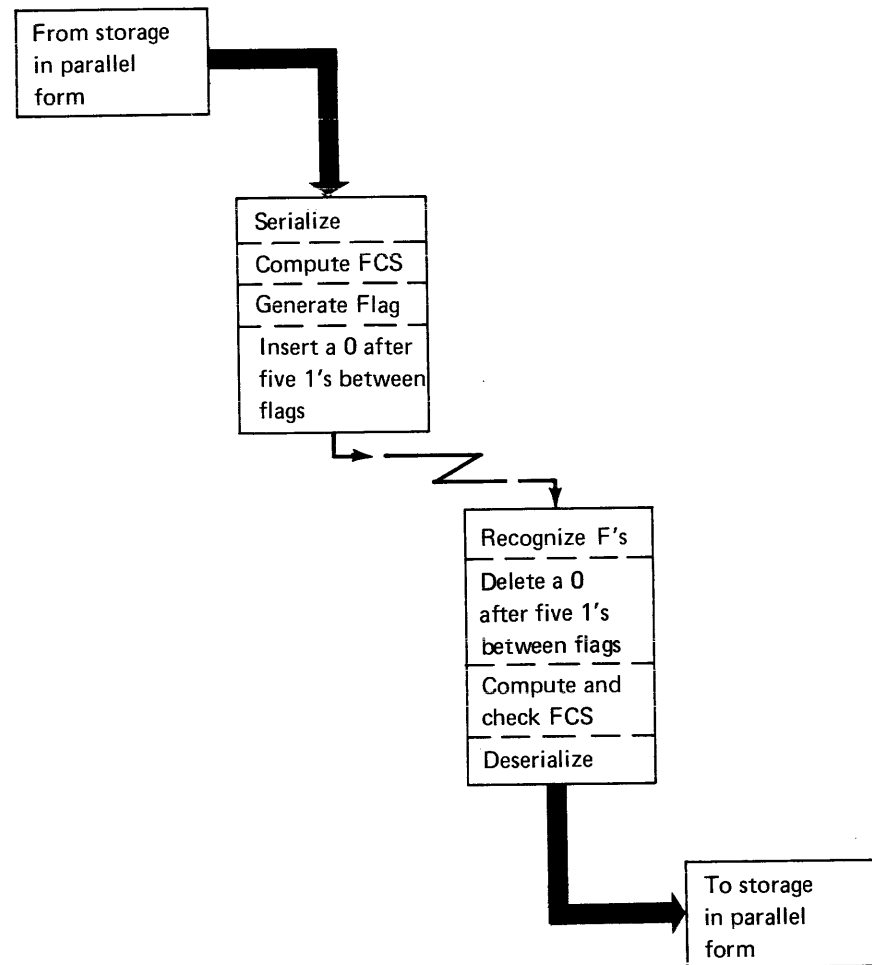 From storage
in parallel
form
Serialize
Compute FCS
Generate Flag
Insert a 0 after
five 1's between
flags
Recognize F's
Delete a 0
after five 1's
between flags
Compute and
check FCS
Deserialize
To storage
in parallel
form